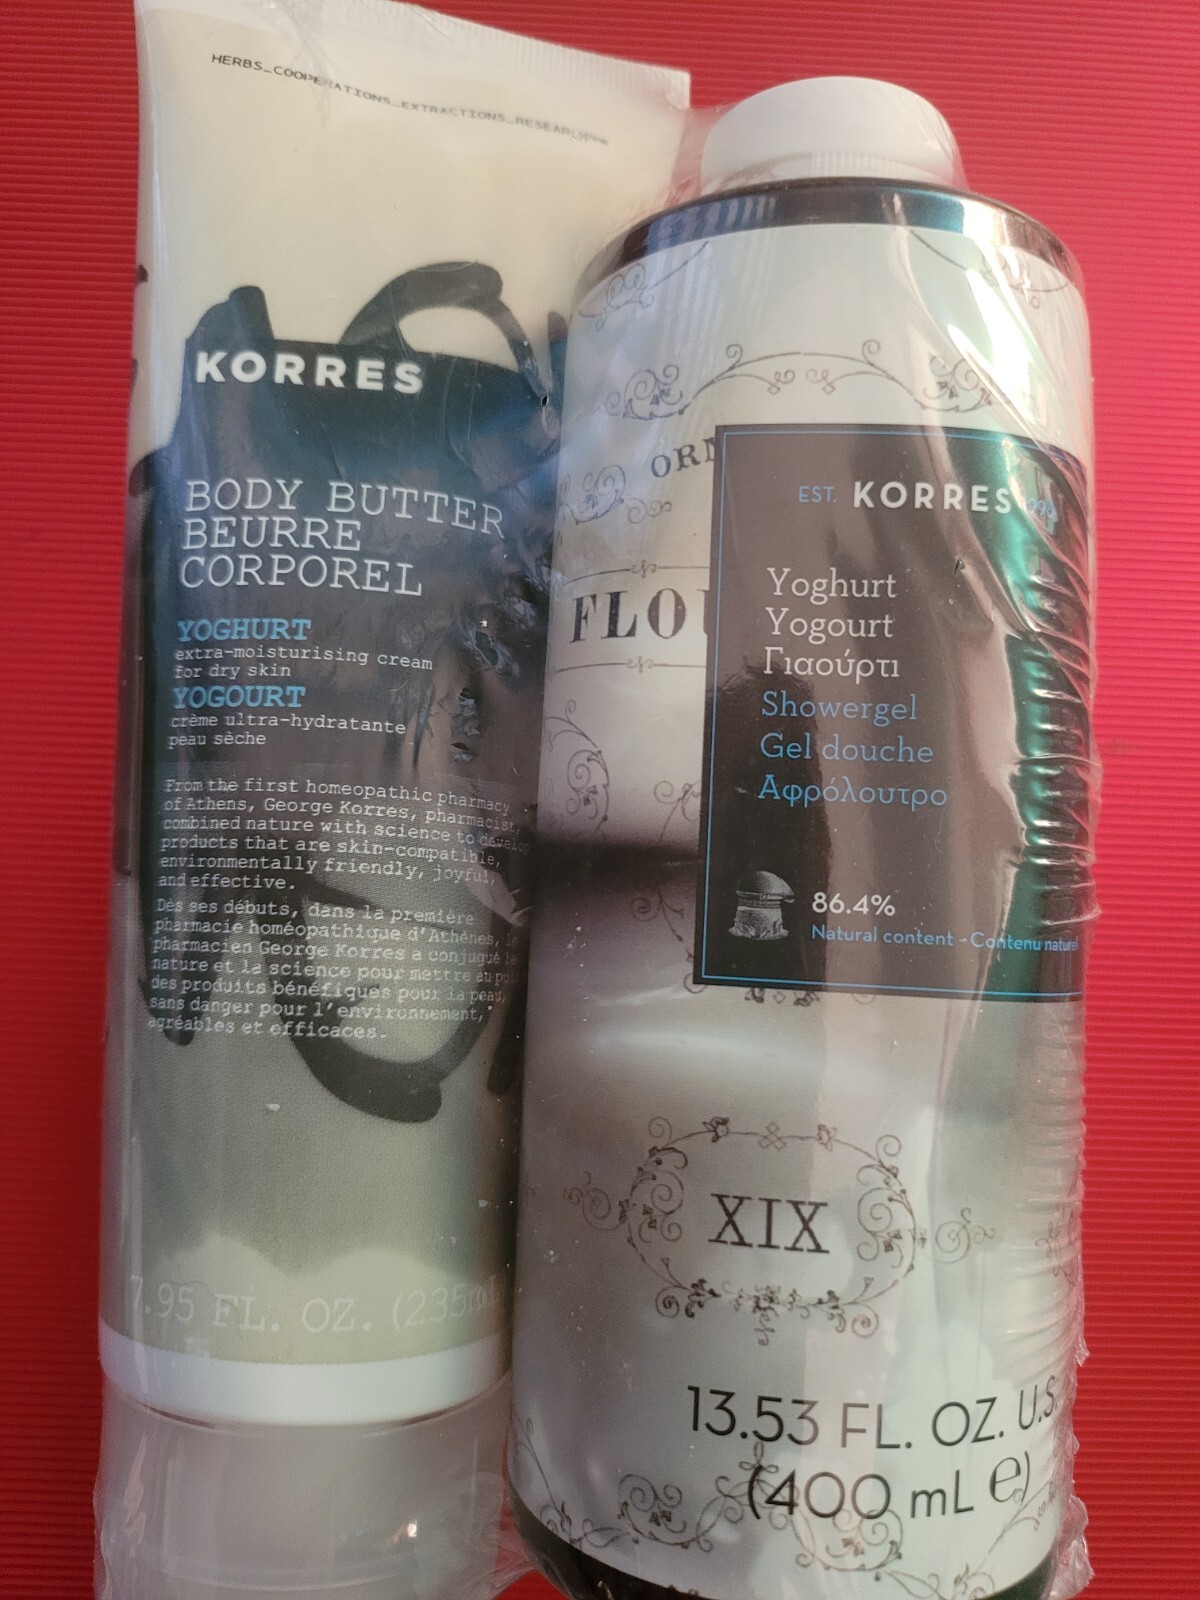 HERBS_COOPERATIONS_EXTRACTIONS_RESEARCH
KORRES
BODY BUTTER
BEURRE
CORPOREL
YOGHURT
extra-moisturising cream
for dry skin
YOGOURT
crème ultra-hydratante
peau sèche
From the first homeopathic pharmacy
of Athens, George Korres, pharmacist,
combined nature with science to develop
products that are skin-compatible,
environmentally friendly, joyful,
and effective.
Dès ses débuts, dans la première
pharmacie homéopathique d'Athènes, le
pharmacien George Korres a conjugué la
nature et la science pour mettre au
des produits bénéfiques pour la peau,
sans danger pour l'environnement,
agréables et efficaces.
7.95 FL. OZ. (235mL
ORN
FLOU
EST. KORRES 1996
Yoghurt
Yogourt
Γιαούρτι
Showergel
Gel douche
Αφρόλουτρο
86.4%
Natural content - Contenu naturel
XIX
13.53 FL. OZ. U.S.
(400 mL ℮)